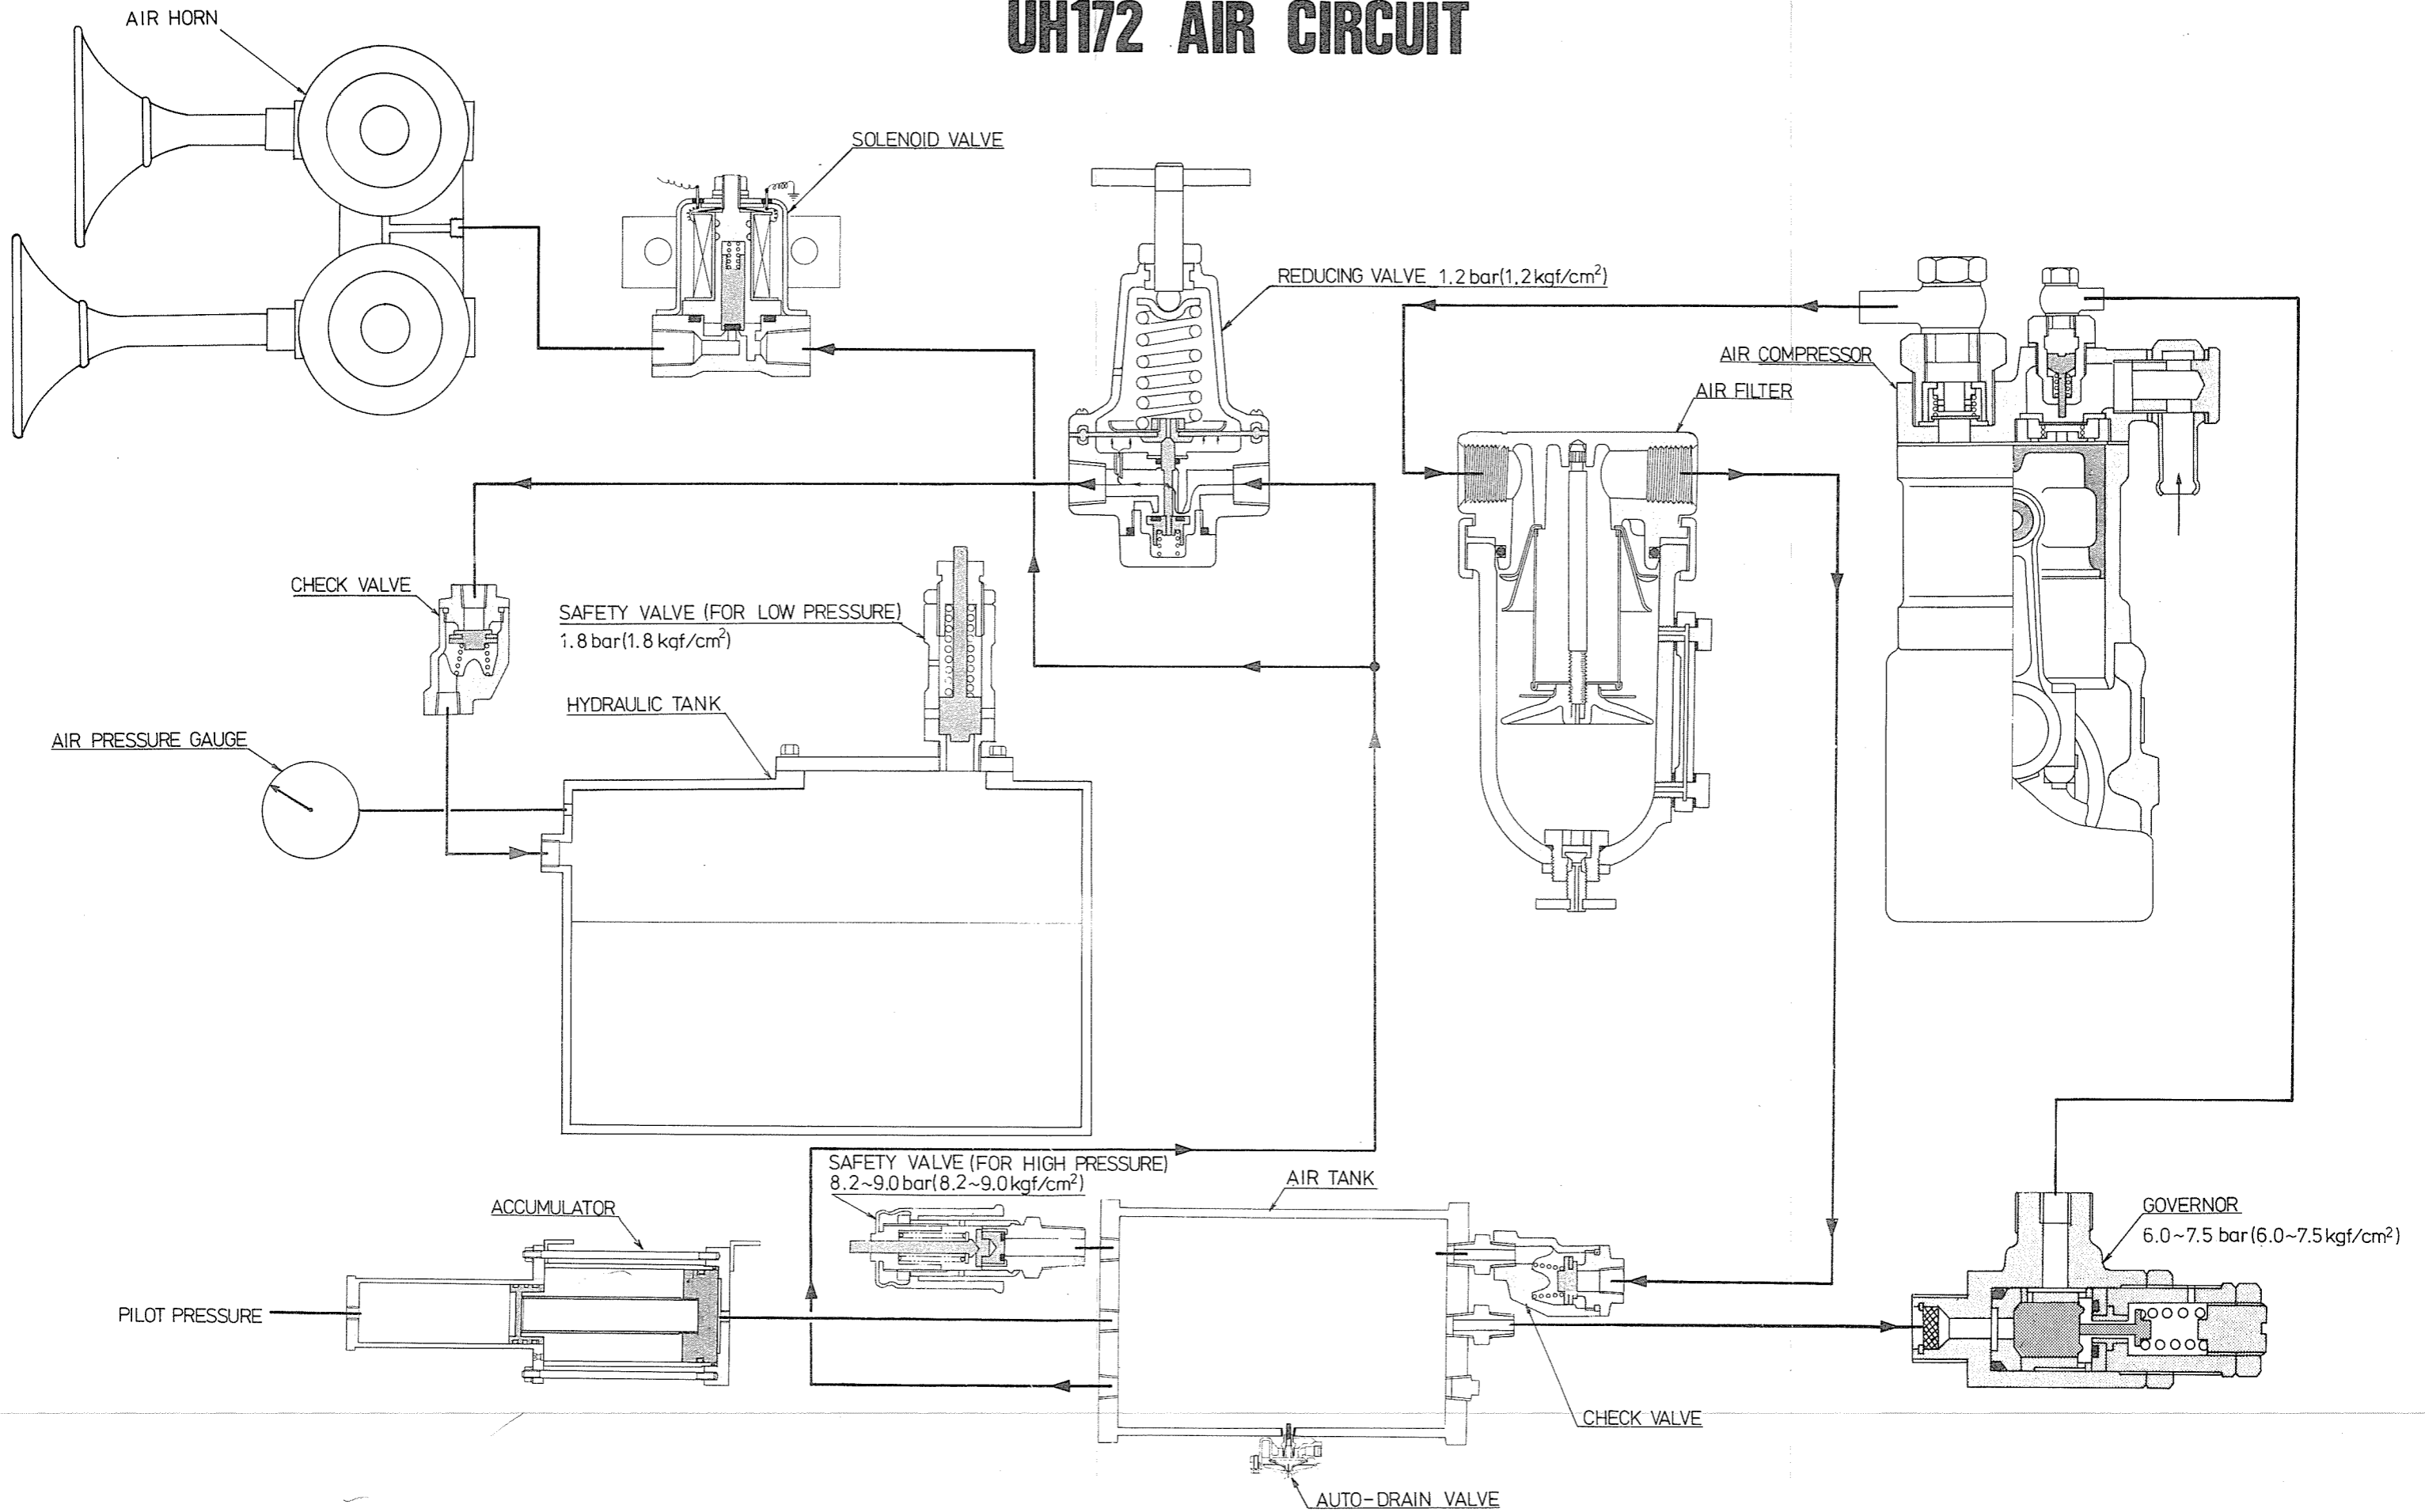 UH172 AIR CIRCUIT
AIR HORN
SOLENOID VALVE
REDUCING VALVE 1.2 bar(1,2 kgf/cm²)
AIR COMPRESSOR
AIR FILTER
CHECK VALVE
SAFETY VALVE (FOR LOW PRESSURE)
1.8 bar(1.8 kgf/cm²)
HYDRAULIC TANK
AIR PRESSURE GAUGE
SAFETY VALVE (FOR HIGH PRESSURE)
8.2~9.0 bar(8.2~9.0 kgf/cm²)
AIR TANK
ACCUMULATOR
GOVERNOR
6.0~7.5 bar(6.0~7.5 kgf/cm²)
PILOT PRESSURE
CHECK VALVE
AUTO-DRAIN VALVE